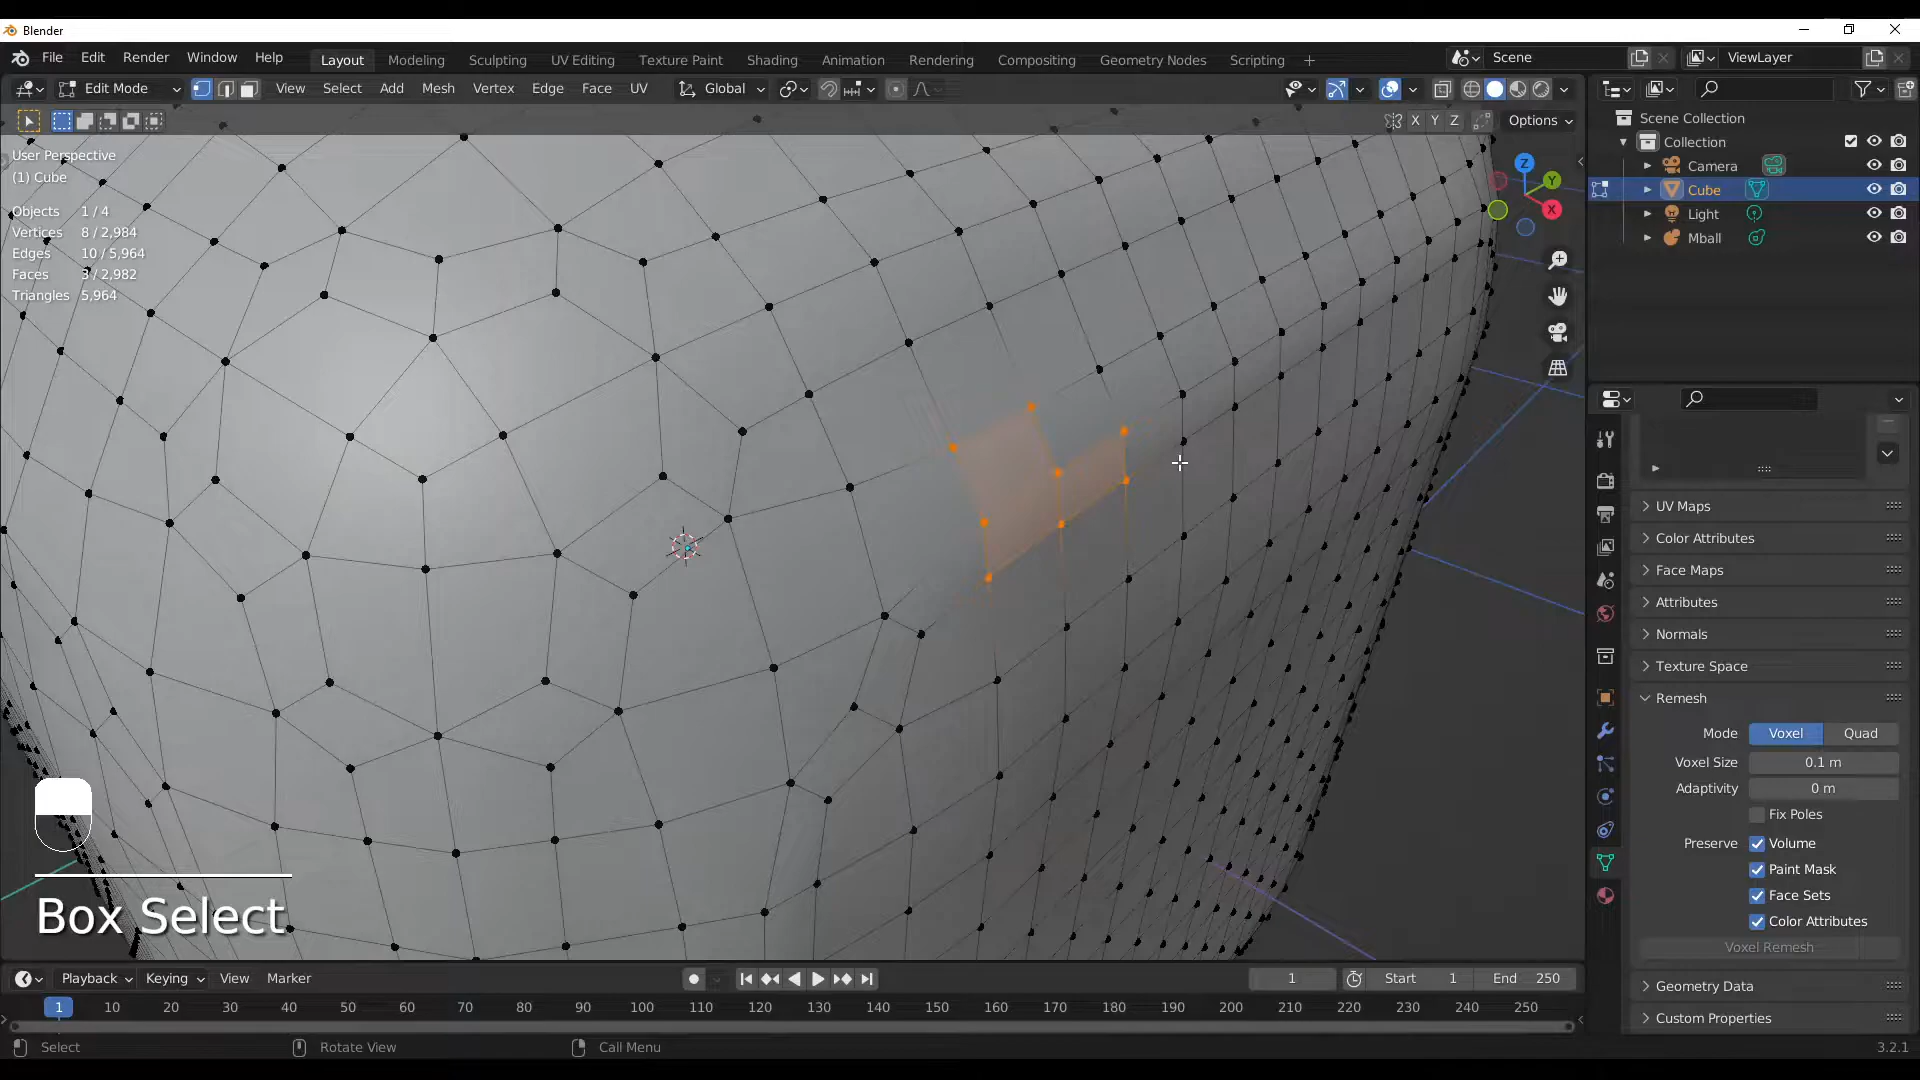 Blender
File Edit Render Window Help Layout Modeling Sculpting UV Editing Texture Paint Shading Animation Rendering Compositing Geometry Nodes Scripting + Scene ViewLayer
Edit Mode View Select Add Mesh Vertex Edge Face UV Global
X Y Z Options
User Perspective
(1) Cube
Objects 1 / 4
Vertices 8 / 2,984
Edges 10 / 5,964
Faces 3 / 2,982
Triangles 5,964
Z
Y
X
Box Select
Scene Collection
Collection
Camera
Cube
Light
Mball
UV Maps
Color Attributes
Face Maps
Attributes
Normals
Texture Space
Remesh
Mode Voxel Quad
Voxel Size 0.1 m
Adaptivity 0 m
Fix Poles
Preserve Volume
Paint Mask
Face Sets
Color Attributes
Voxel Remesh
Geometry Data
Custom Properties
Playback Keying View Marker 1 Start 1 End 250
1 10 20 30 40 50 60 70 80 90 100 110 120 130 140 150 160 170 180 190 200 210 220 230 240 250
Select Rotate View Call Menu 3.2.1